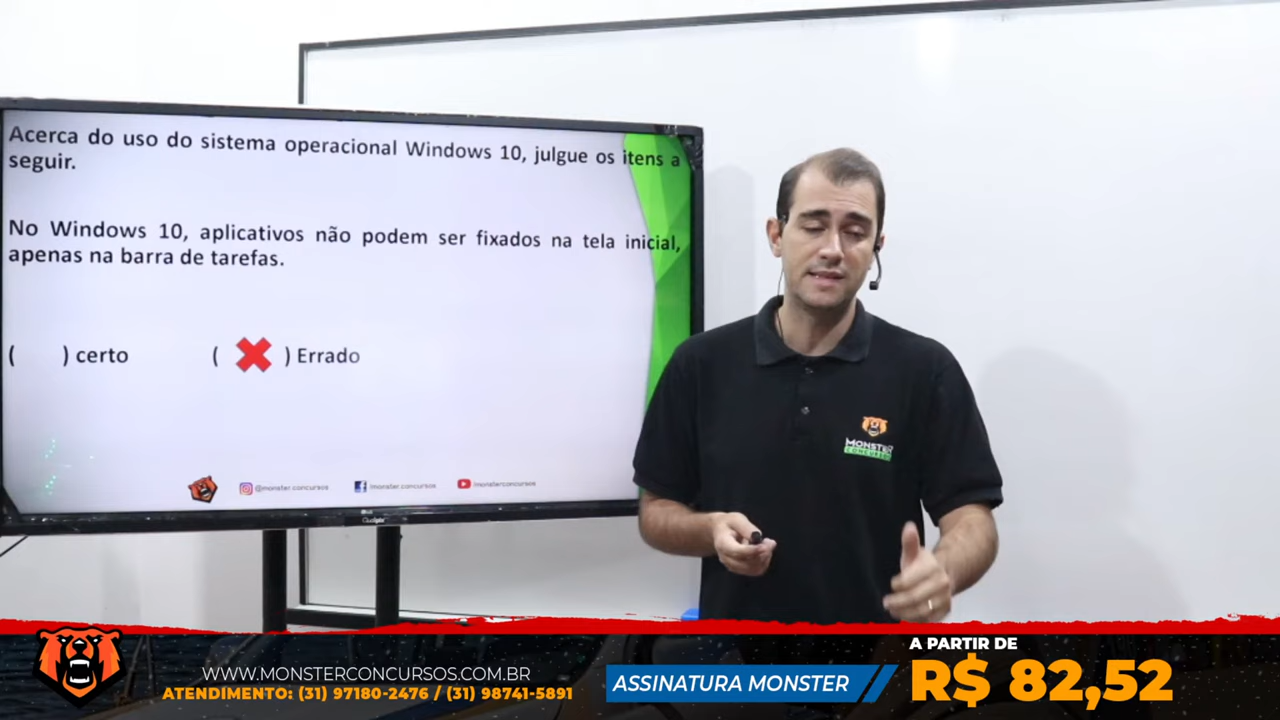 Acerca do uso do sistema operacional Windows 10, julgue os itens a
seguir.
No Windows 10, aplicativos não podem ser fixados na tela inicial,
apenas na barra de tarefas.
( ) certo ( ) Errado
@monster.concursos /monster.concursos /monsterconcursos
LG
MONSTER
CONCURSOS
WWW.MONSTERCONCURSOS.COM.BR
ATENDIMENTO: (31) 97180-2476 / (31) 98741-5891
ASSINATURA MONSTER
A PARTIR DE
R$ 82,52